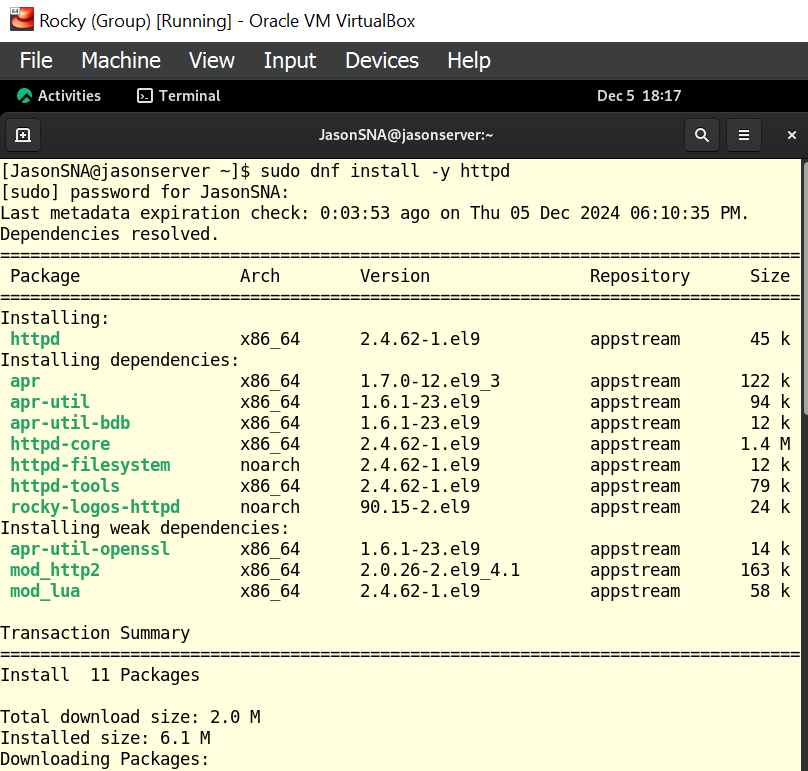 Rocky (Group) [Running] - Oracle VM VirtualBox
File Machine View Input Devices Help
Activities Terminal Dec 5 18:17
JasonSNA@jasonserver:~
[JasonSNA@jasonserver ~]$ sudo dnf install -y httpd
[sudo] password for JasonSNA:
Last metadata expiration check: 0:03:53 ago on Thu 05 Dec 2024 06:10:35 PM.
Dependencies resolved.
================================================================================
Package Arch Version Repository Size
================================================================================
Installing:
httpd x86_64 2.4.62-1.el9 appstream 45 k
Installing dependencies:
apr x86_64 1.7.0-12.el9_3 appstream 122 k
apr-util x86_64 1.6.1-23.el9 appstream 94 k
apr-util-bdb x86_64 1.6.1-23.el9 appstream 12 k
httpd-core x86_64 2.4.62-1.el9 appstream 1.4 M
httpd-filesystem noarch 2.4.62-1.el9 appstream 12 k
httpd-tools x86_64 2.4.62-1.el9 appstream 79 k
rocky-logos-httpd noarch 90.15-2.el9 appstream 24 k
Installing weak dependencies:
apr-util-openssl x86_64 1.6.1-23.el9 appstream 14 k
mod_http2 x86_64 2.0.26-2.el9_4.1 appstream 163 k
mod_lua x86_64 2.4.62-1.el9 appstream 58 k
Transaction Summary
================================================================================
Install 11 Packages
Total download size: 2.0 M
Installed size: 6.1 M
Downloading Packages: